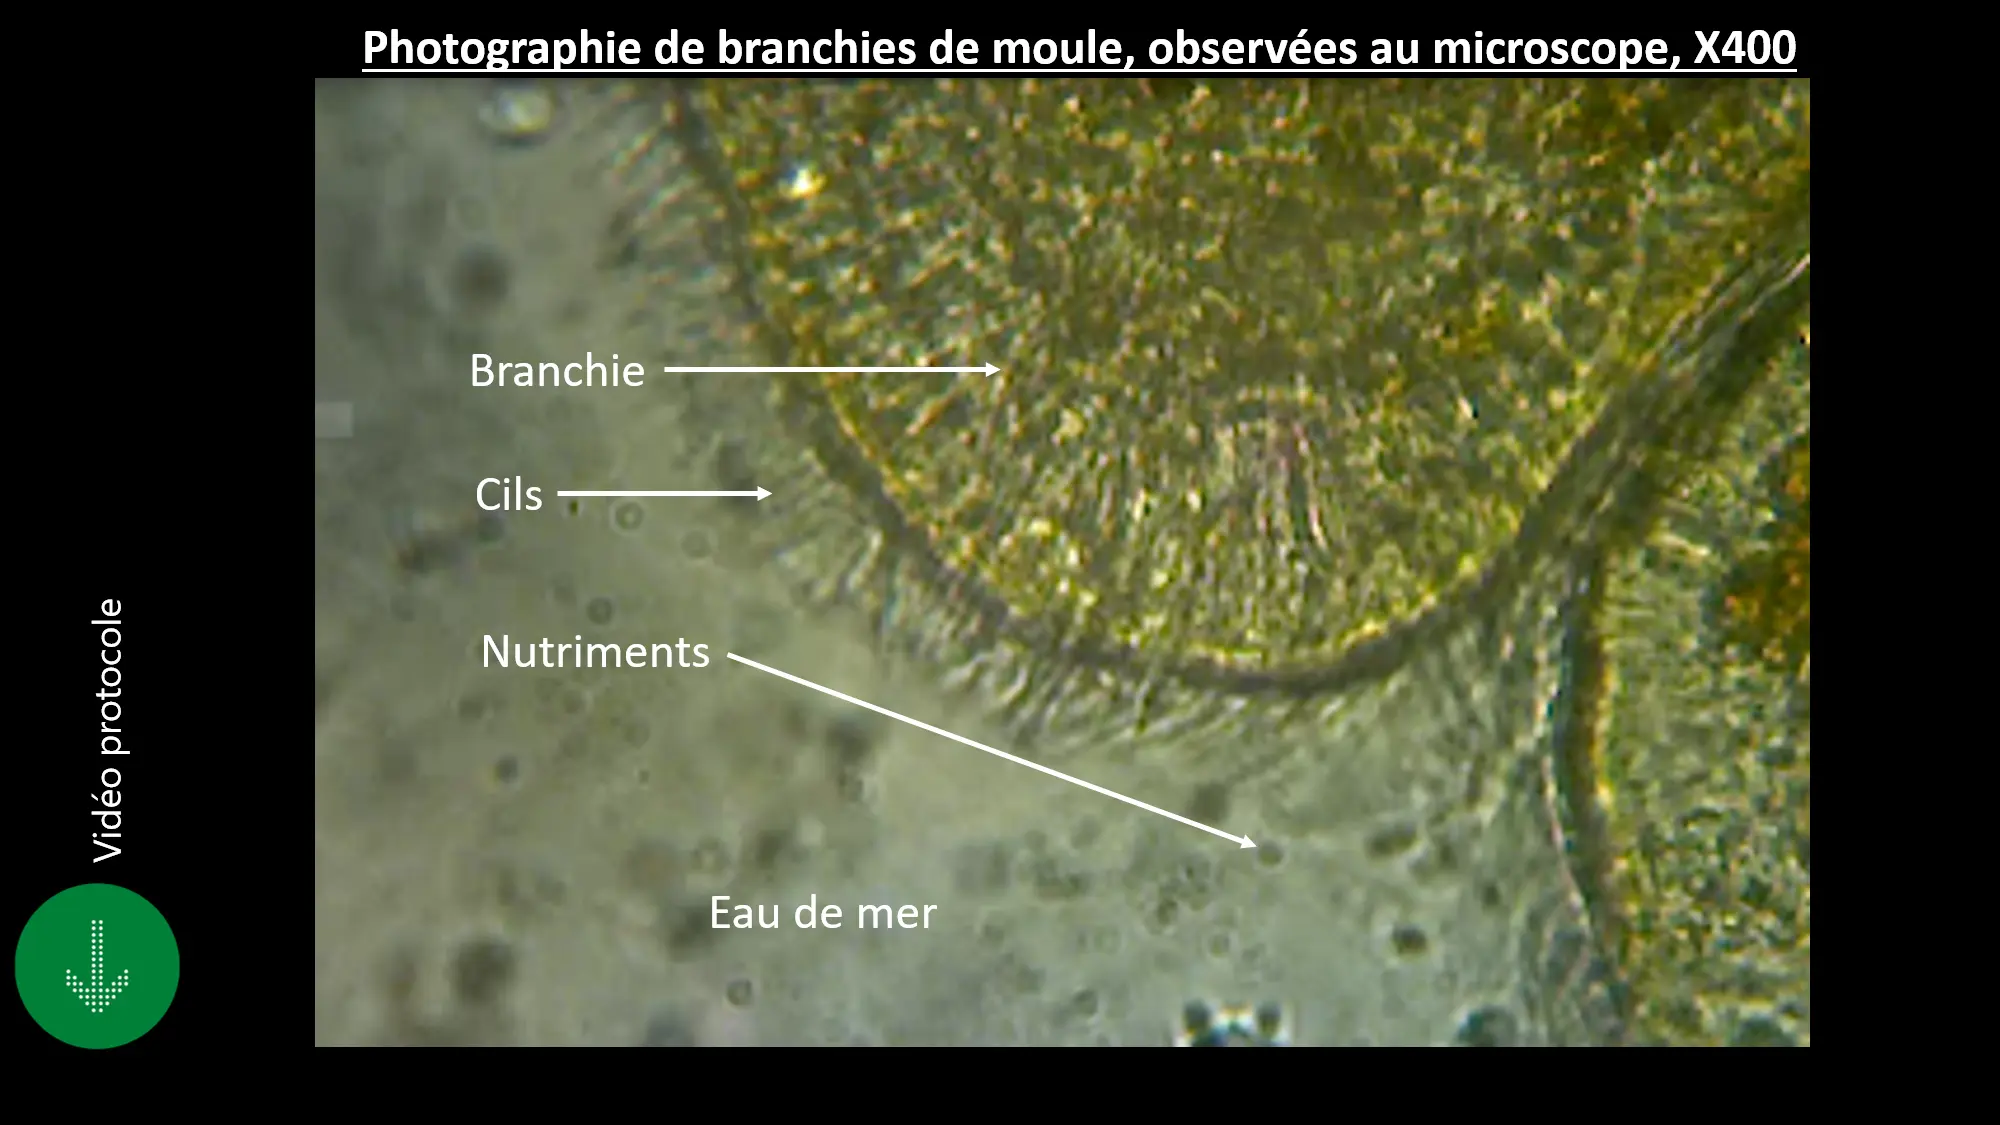 Photographie de branchies de moule, observées au microscope, X400
Branchie
Cils
Nutriments
Eau de mer
Vidéo protocole